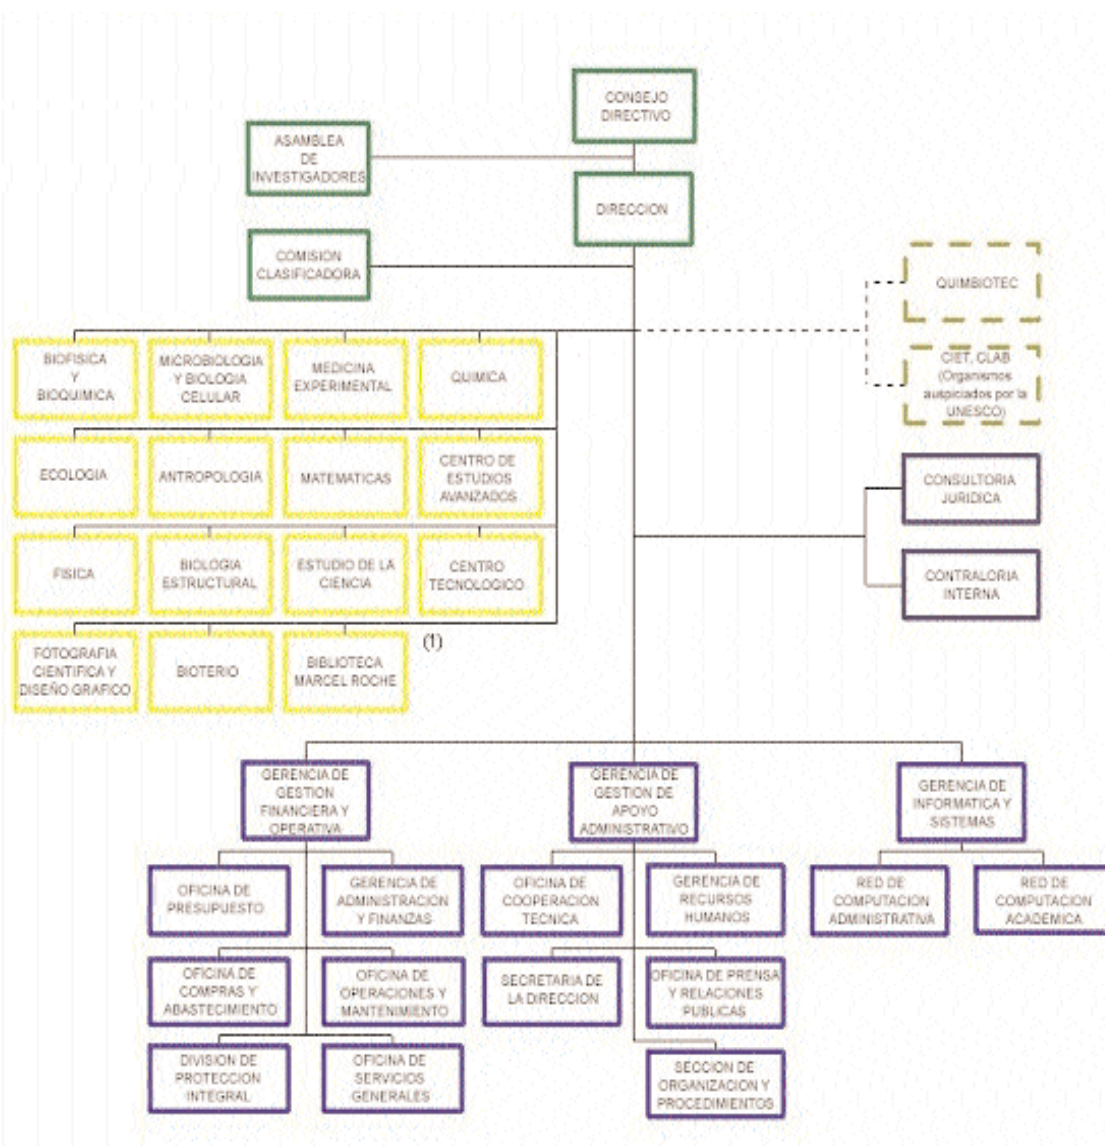 CONSEJO
DIRECTIVO
ASAMBLEA
DE
INVESTIGADORES
DIRECCION
COMISION
CLASIFICADORA
QUIMBIOTEC
CIET, CLAB
(Organismos
auspiciados por la
UNESCO)
BIOFISICA
Y
BIOQUIMICA
MICROBIOLOGIA
Y BIOLOGIA
CELULAR
MEDICINA
EXPERIMENTAL
QUIMICA
ECOLOGIA
ANTROPOLOGIA
MATEMATICAS
CENTRO DE
ESTUDIOS
AVANZADOS
CONSULTORIA
JURIDICA
FISICA
BIOLOGIA
ESTRUCTURAL
ESTUDIO DE LA
CIENCIA
CENTRO
TECNOLOGICO
CONTRALORIA
INTERNA
FOTOGRAFIA
CIENTIFICA Y
DISEÑO GRAFICO
BIOTERIO
BIBLIOTECA
MARCEL ROCHE
(1)
GERENCIA DE
GESTION
FINANCIERA Y
OPERATIVA
GERENCIA DE
GESTION DE
APOYO
ADMINISTRATIVO
GERENCIA DE
INFORMATICA Y
SISTEMAS
OFICINA DE
PRESUPUESTO
GERENCIA DE
ADMINISTRACION
Y FINANZAS
OFICINA DE
COOPERACION
TECNICA
GERENCIA DE
RECURSOS
HUMANOS
RED DE
COMPUTACION
ADMINISTRATIVA
RED DE
COMPUTACION
ACADEMICA
OFICINA DE
COMPRAS Y
ABASTECIMIENTO
OFICINA DE
OPERACIONES Y
MANTENIMIENTO
SECRETARIA DE
LA DIRECCION
OFICINA DE PRENSA
Y RELACIONES
PUBLICAS
DIVISION DE
PROTECCION
INTEGRAL
OFICINA DE
SERVICIOS
GENERALES
SECCION DE
ORGANIZACION Y
PROCEDIMIENTOS